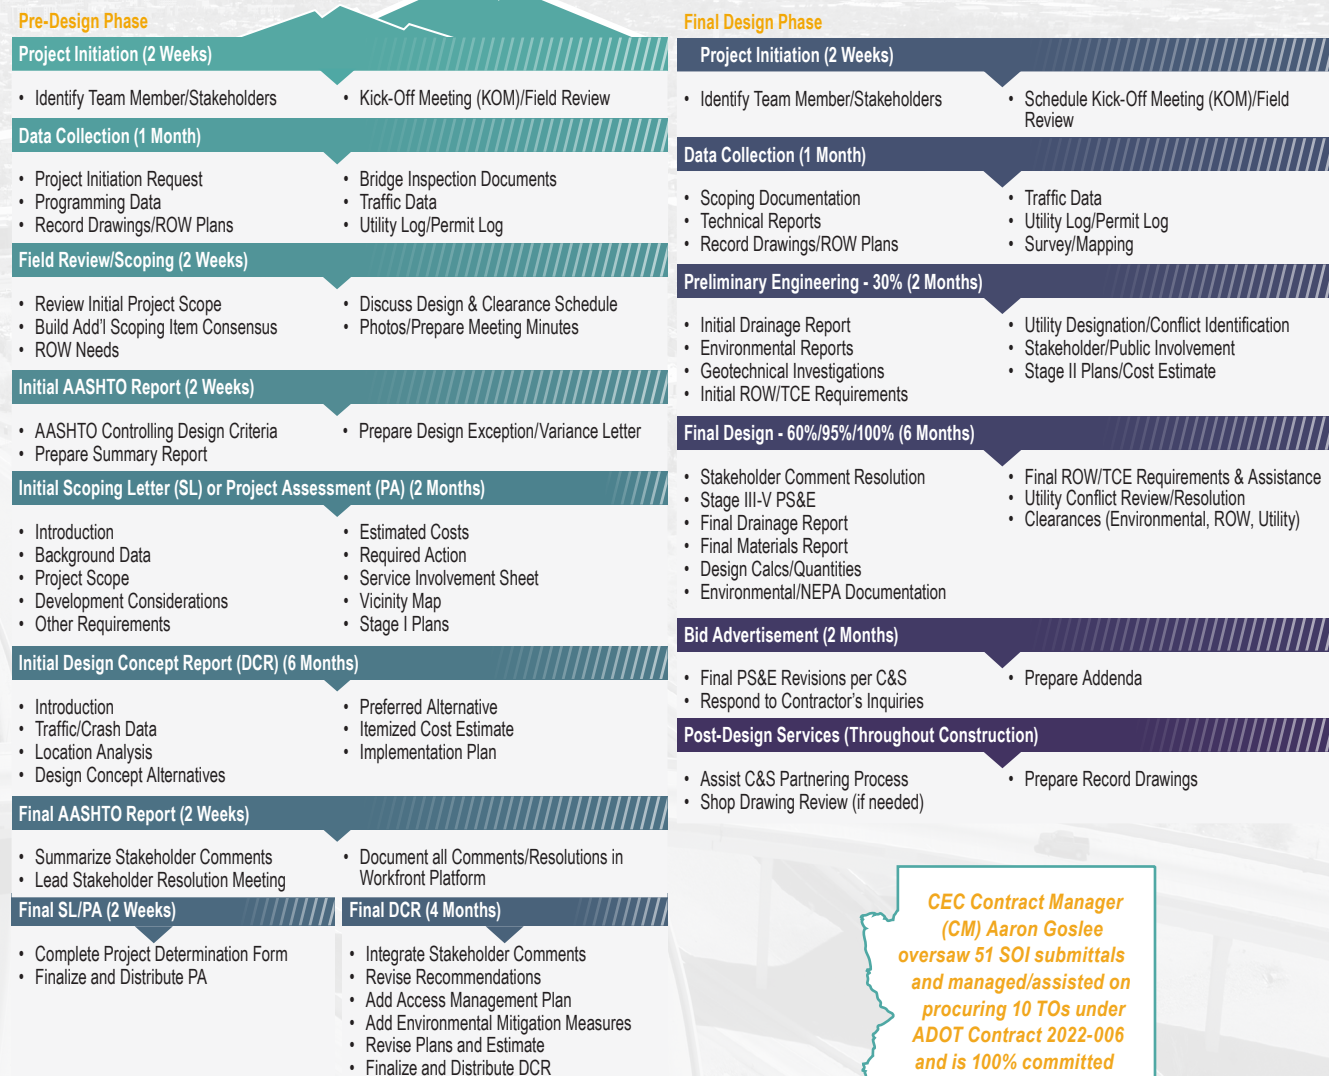 Pre-Design Phase
Project Initiation (2 Weeks)
• Identify Team Member/Stakeholders
• Kick-Off Meeting (KOM)/Field Review
Data Collection (1 Month)
• Project Initiation Request
• Programming Data
• Record Drawings/ROW Plans
• Bridge Inspection Documents
• Traffic Data
• Utility Log/Permit Log
Field Review/Scoping (2 Weeks)
• Review Initial Project Scope
• Build Add'l Scoping Item Consensus
• ROW Needs
• Discuss Design & Clearance Schedule
• Photos/Prepare Meeting Minutes
Initial AASHTO Report (2 Weeks)
• AASHTO Controlling Design Criteria
• Prepare Summary Report
• Prepare Design Exception/Variance Letter
Initial Scoping Letter (SL) or Project Assessment (PA) (2 Months)
• Introduction
• Background Data
• Project Scope
• Development Considerations
• Other Requirements
• Estimated Costs
• Required Action
• Service Involvement Sheet
• Vicinity Map
• Stage I Plans
Initial Design Concept Report (DCR) (6 Months)
• Introduction
• Traffic/Crash Data
• Location Analysis
• Design Concept Alternatives
• Preferred Alternative
• Itemized Cost Estimate
• Implementation Plan
Final AASHTO Report (2 Weeks)
• Summarize Stakeholder Comments
• Lead Stakeholder Resolution Meeting
• Document all Comments/Resolutions in
Workfront Platform
Final SL/PA (2 Weeks)
• Complete Project Determination Form
• Finalize and Distribute PA
Final DCR (4 Months)
• Integrate Stakeholder Comments
• Revise Recommendations
• Add Access Management Plan
• Add Environmental Mitigation Measures
• Revise Plans and Estimate
• Finalize and Distribute DCR
Final Design Phase
Project Initiation (2 Weeks)
• Identify Team Member/Stakeholders
• Schedule Kick-Off Meeting (KOM)/Field
Review
Data Collection (1 Month)
• Scoping Documentation
• Technical Reports
• Record Drawings/ROW Plans
• Traffic Data
• Utility Log/Permit Log
• Survey/Mapping
Preliminary Engineering - 30% (2 Months)
• Initial Drainage Report
• Environmental Reports
• Geotechnical Investigations
• Initial ROW/TCE Requirements
• Utility Designation/Conflict Identification
• Stakeholder/Public Involvement
• Stage II Plans/Cost Estimate
Final Design - 60%/95%/100% (6 Months)
• Stakeholder Comment Resolution
• Stage III-V PS&E
• Final Drainage Report
• Final Materials Report
• Design Calcs/Quantities
• Environmental/NEPA Documentation
• Final ROW/TCE Requirements & Assistance
• Utility Conflict Review/Resolution
• Clearances (Environmental, ROW, Utility)
Bid Advertisement (2 Months)
• Final PS&E Revisions per C&S
• Respond to Contractor's Inquiries
• Prepare Addenda
Post-Design Services (Throughout Construction)
• Assist C&S Partnering Process
• Shop Drawing Review (if needed)
• Prepare Record Drawings
CEC Contract Manager
(CM) Aaron Goslee
oversaw 51 SOI submittals
and managed/assisted on
procuring 10 TOs under
ADOT Contract 2022-006
and is 100% committed